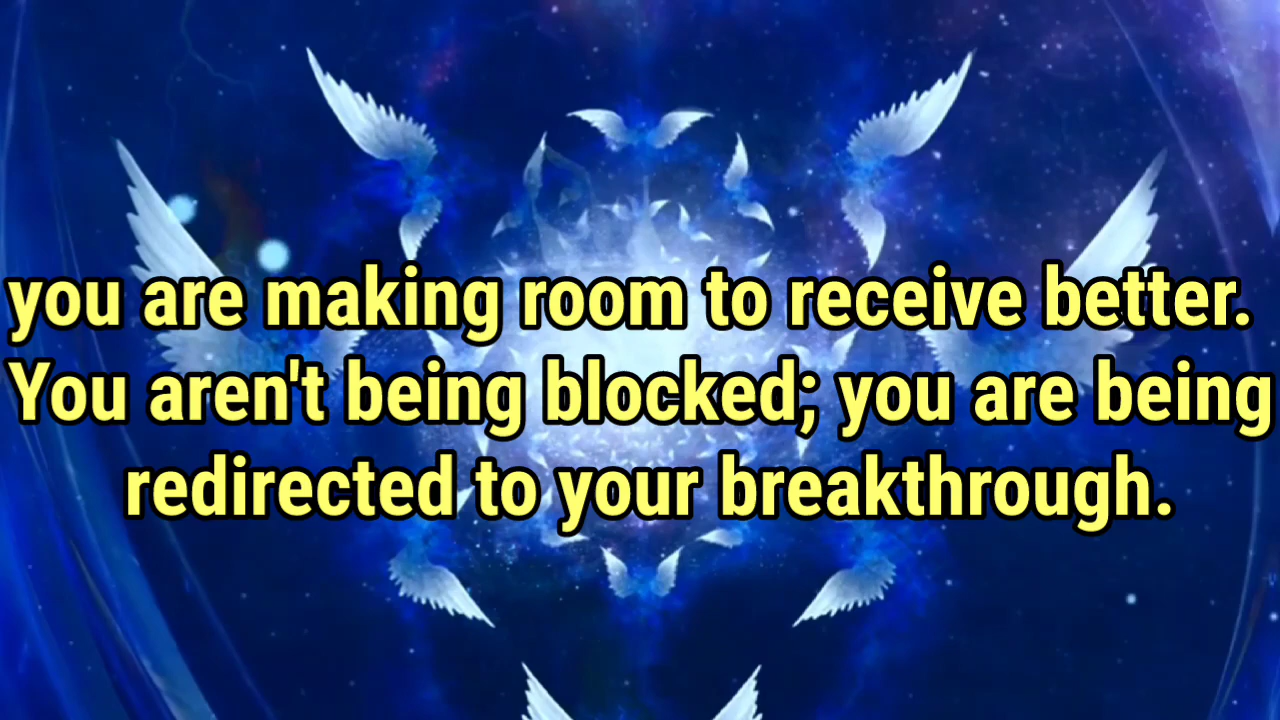 you are making room to receive better.
You aren't being blocked; you are being
redirected to your breakthrough.